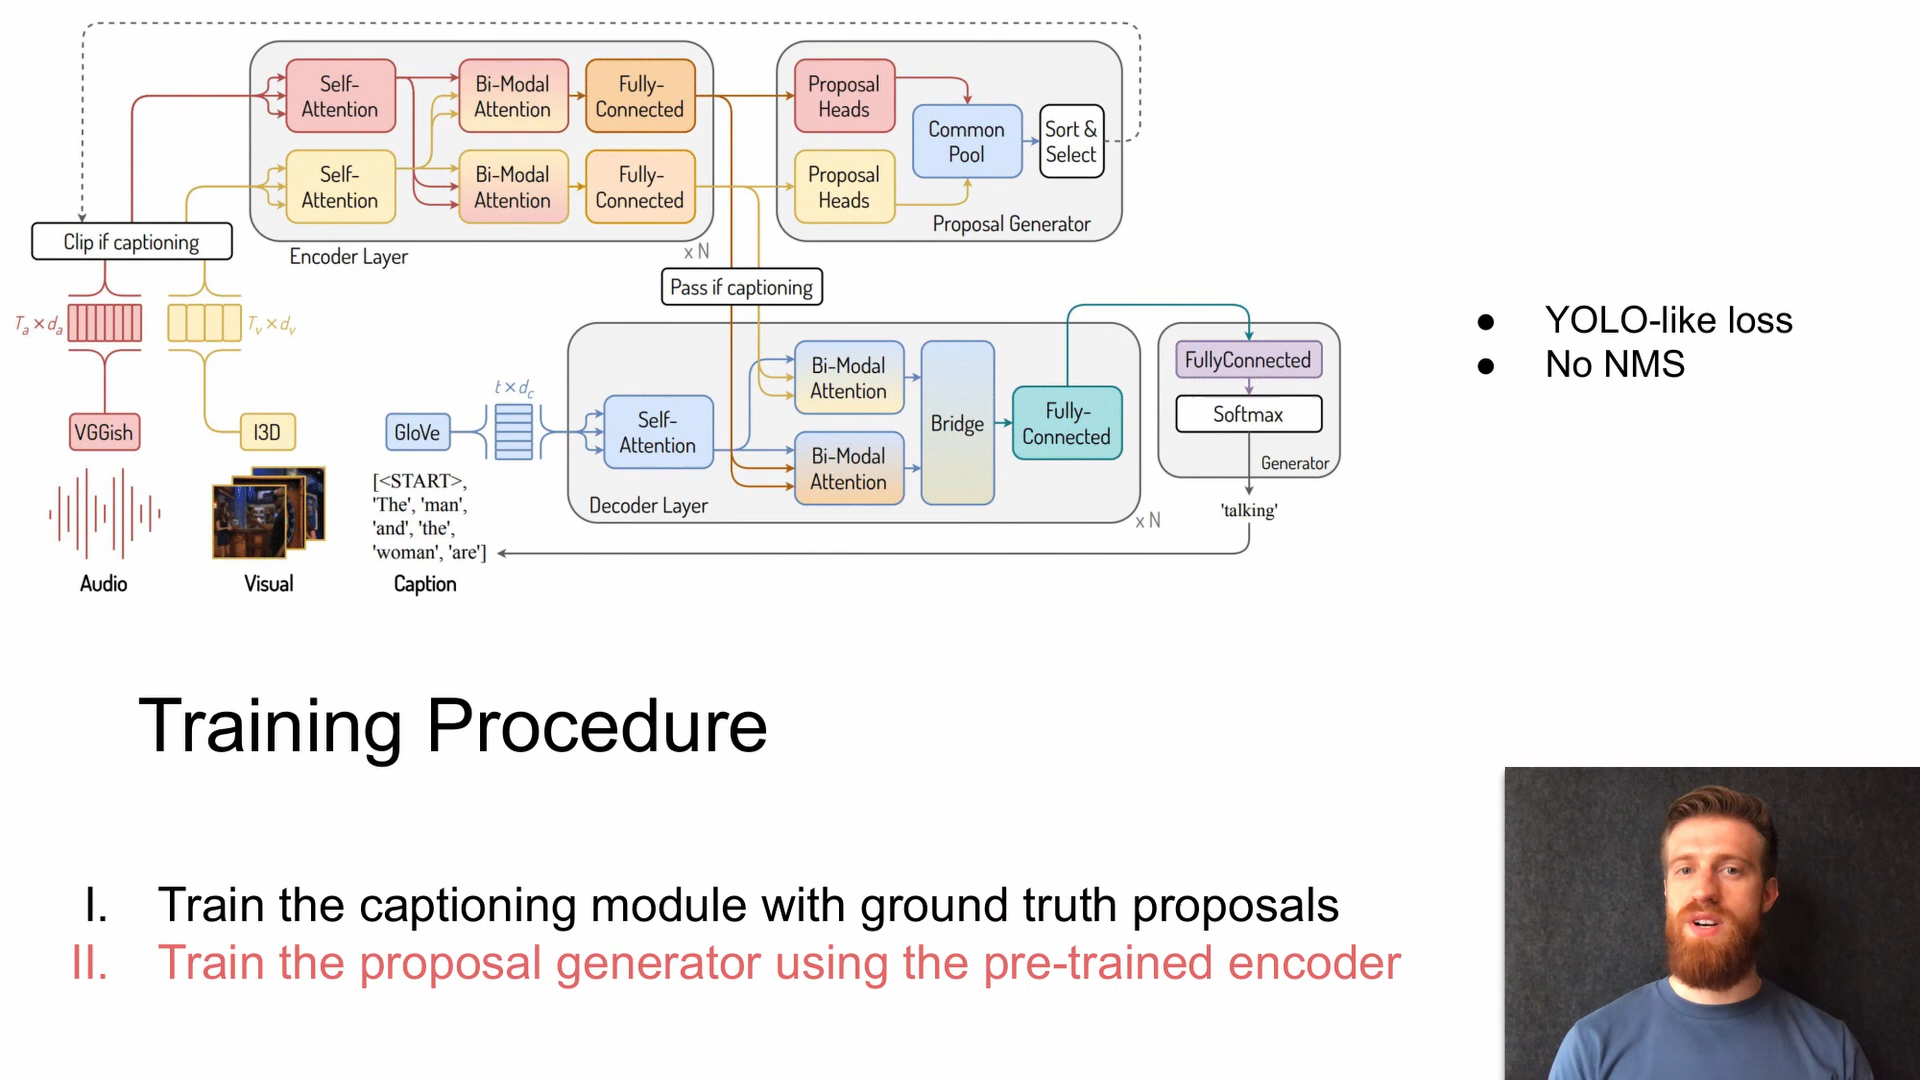 Self-
Attention
Bi-Modal
Attention
Fully-
Connected
Proposal
Heads
Common
Pool
Sort &
Select
Self-
Attention
Bi-Modal
Attention
Fully-
Connected
Proposal
Heads
Proposal Generator
Clip if captioning
Encoder Layer
x N
Pass if captioning
Ta × da
Tv × dv
VGGish
I3D
GloVe
t × dc
Self-
Attention
Bi-Modal
Attention
Bi-Modal
Attention
Bridge
Fully-
Connected
Decoder Layer
x N
FullyConnected
Softmax
Generator
'talking'
[<START>,
'The', 'man',
'and', 'the',
'woman', 'are']
Audio
Visual
Caption
● YOLO-like loss
● No NMS
Training Procedure
I. Train the captioning module with ground truth proposals
II. Train the proposal generator using the pre-trained encoder